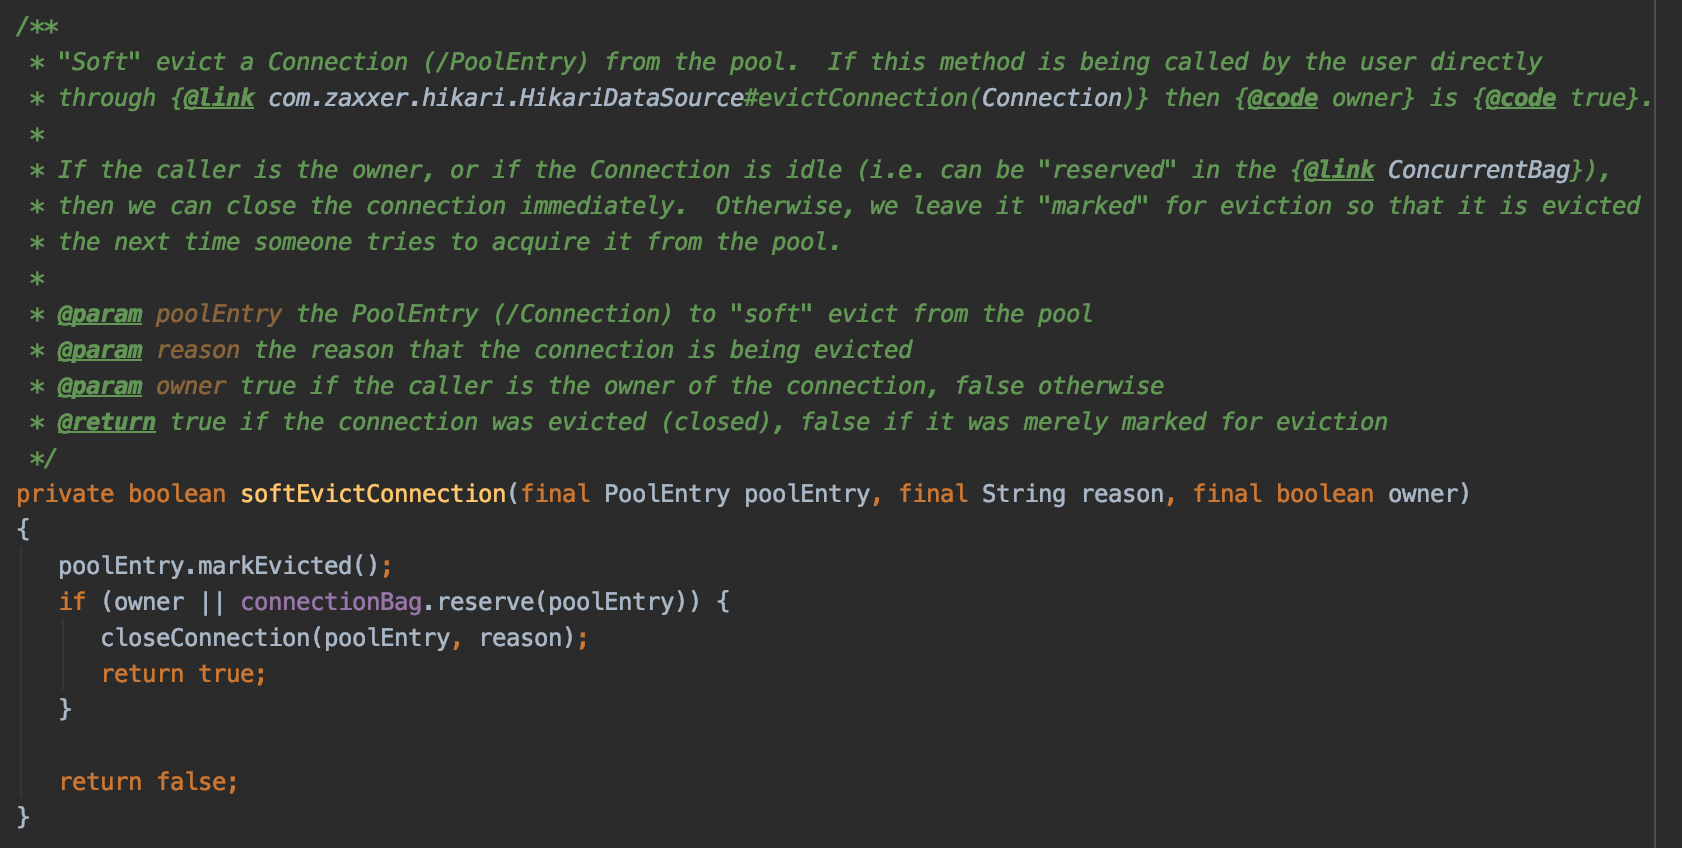 /**
 * "Soft" evict a Connection (/PoolEntry) from the pool.  If this method is being called by the user directly
 * through {@link com.zaxxer.hikari.HikariDataSource#evictConnection(Connection)} then {@code owner} is {@code true}.
 *
 * If the caller is the owner, or if the Connection is idle (i.e. can be "reserved" in the {@link ConcurrentBag}),
 * then we can close the connection immediately.  Otherwise, we leave it "marked" for eviction so that it is evicted
 * the next time someone tries to acquire it from the pool.
 *
 * @param poolEntry the PoolEntry (/Connection) to "soft" evict from the pool
 * @param reason the reason that the connection is being evicted
 * @param owner true if the caller is the owner of the connection, false otherwise
 * @return true if the connection was evicted (closed), false if it was merely marked for eviction
 */
private boolean softEvictConnection(final PoolEntry poolEntry, final String reason, final boolean owner)
{
   poolEntry.markEvicted();
   if (owner || connectionBag.reserve(poolEntry)) {
      closeConnection(poolEntry, reason);
      return true;
   }

   return false;
}